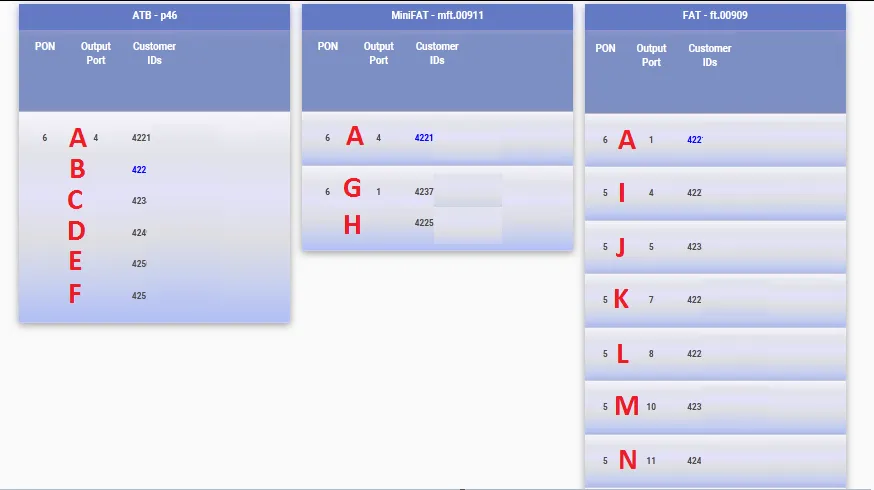 ATB - p46
PON Output Port Customer IDs
6 A 4 4221
B 422
C 423
D 424
E 425
F 425
MiniFAT - mft.00911
PON Output Port Customer IDs
6 A 4 4221
6 G 1 4237
H 4225
FAT - ft.00909
PON Output Port Customer IDs
6 A 1 422
5 I 4 422
5 J 5 423
5 K 7 422
5 L 8 422
5 M 10 423
5 N 11 424